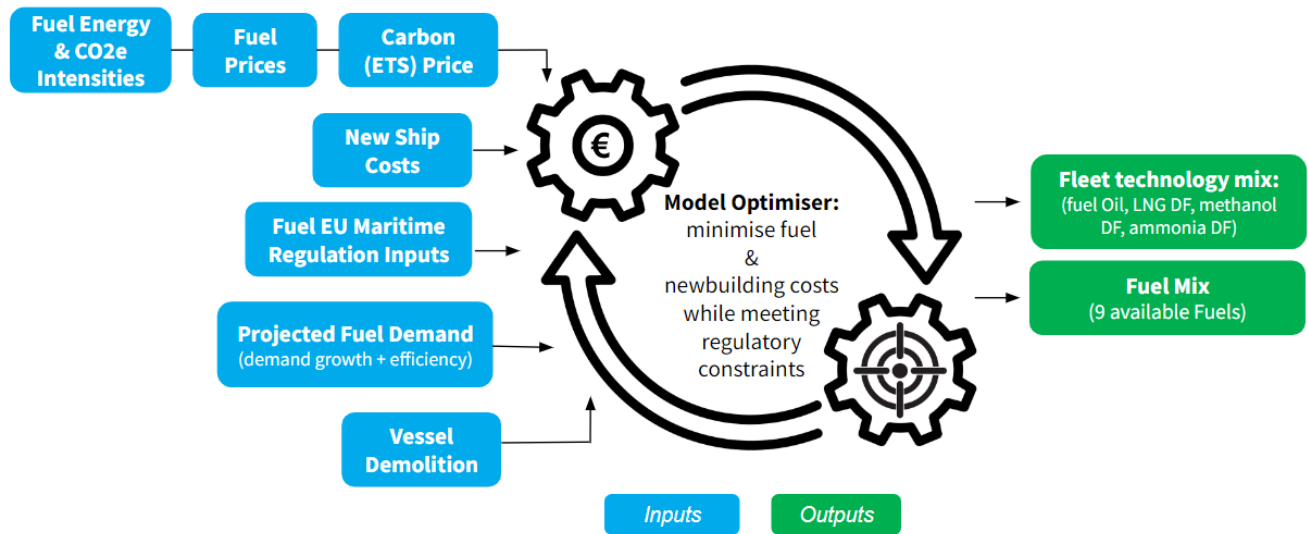 Fuel Energy
& CO2e
Intensities
Fuel
Prices
Carbon
(ETS) Price
New Ship
Costs
Fuel EU Maritime
Regulation Inputs
Projected Fuel Demand
(demand growth + efficiency)
Vessel
Demolition
€
Model Optimiser:
minimise fuel
&
newbuilding costs
while meeting
regulatory
constraints
Fleet technology mix:
(fuel Oil, LNG DF, methanol
DF, ammonia DF)
Fuel Mix
(9 available Fuels)
Inputs
Outputs